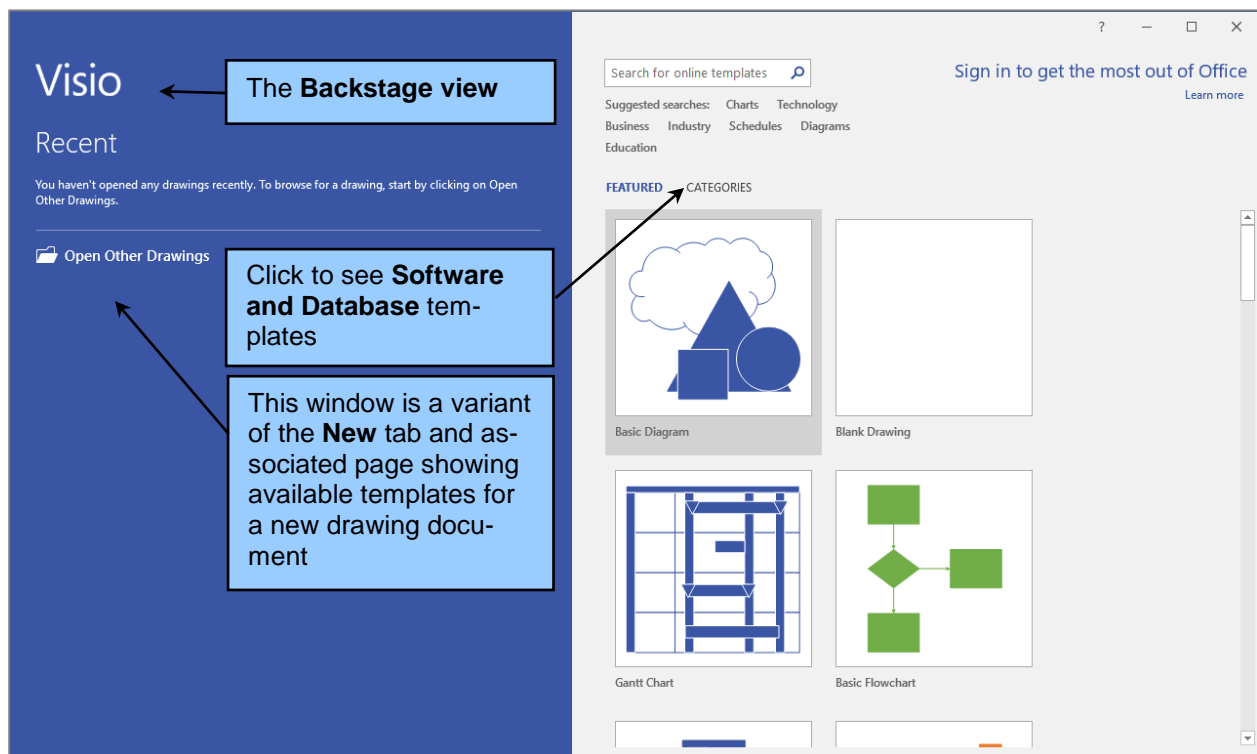 ?
Visio
The Backstage view
Recent
You haven't opened any drawings recently. To browse for a drawing, start by clicking on Open
Other Drawings.
Open Other Drawings
Click to see Software
and Database tem-
plates
This window is a variant
of the New tab and as-
sociated page showing
available templates for
a new drawing docu-
ment
Search for online templates
Sign in to get the most out of Office
Learn more
Suggested searches: Charts Technology
Business Industry Schedules Diagrams
Education
FEATURED CATEGORIES
Basic Diagram
Blank Drawing
Gantt Chart
Basic Flowchart